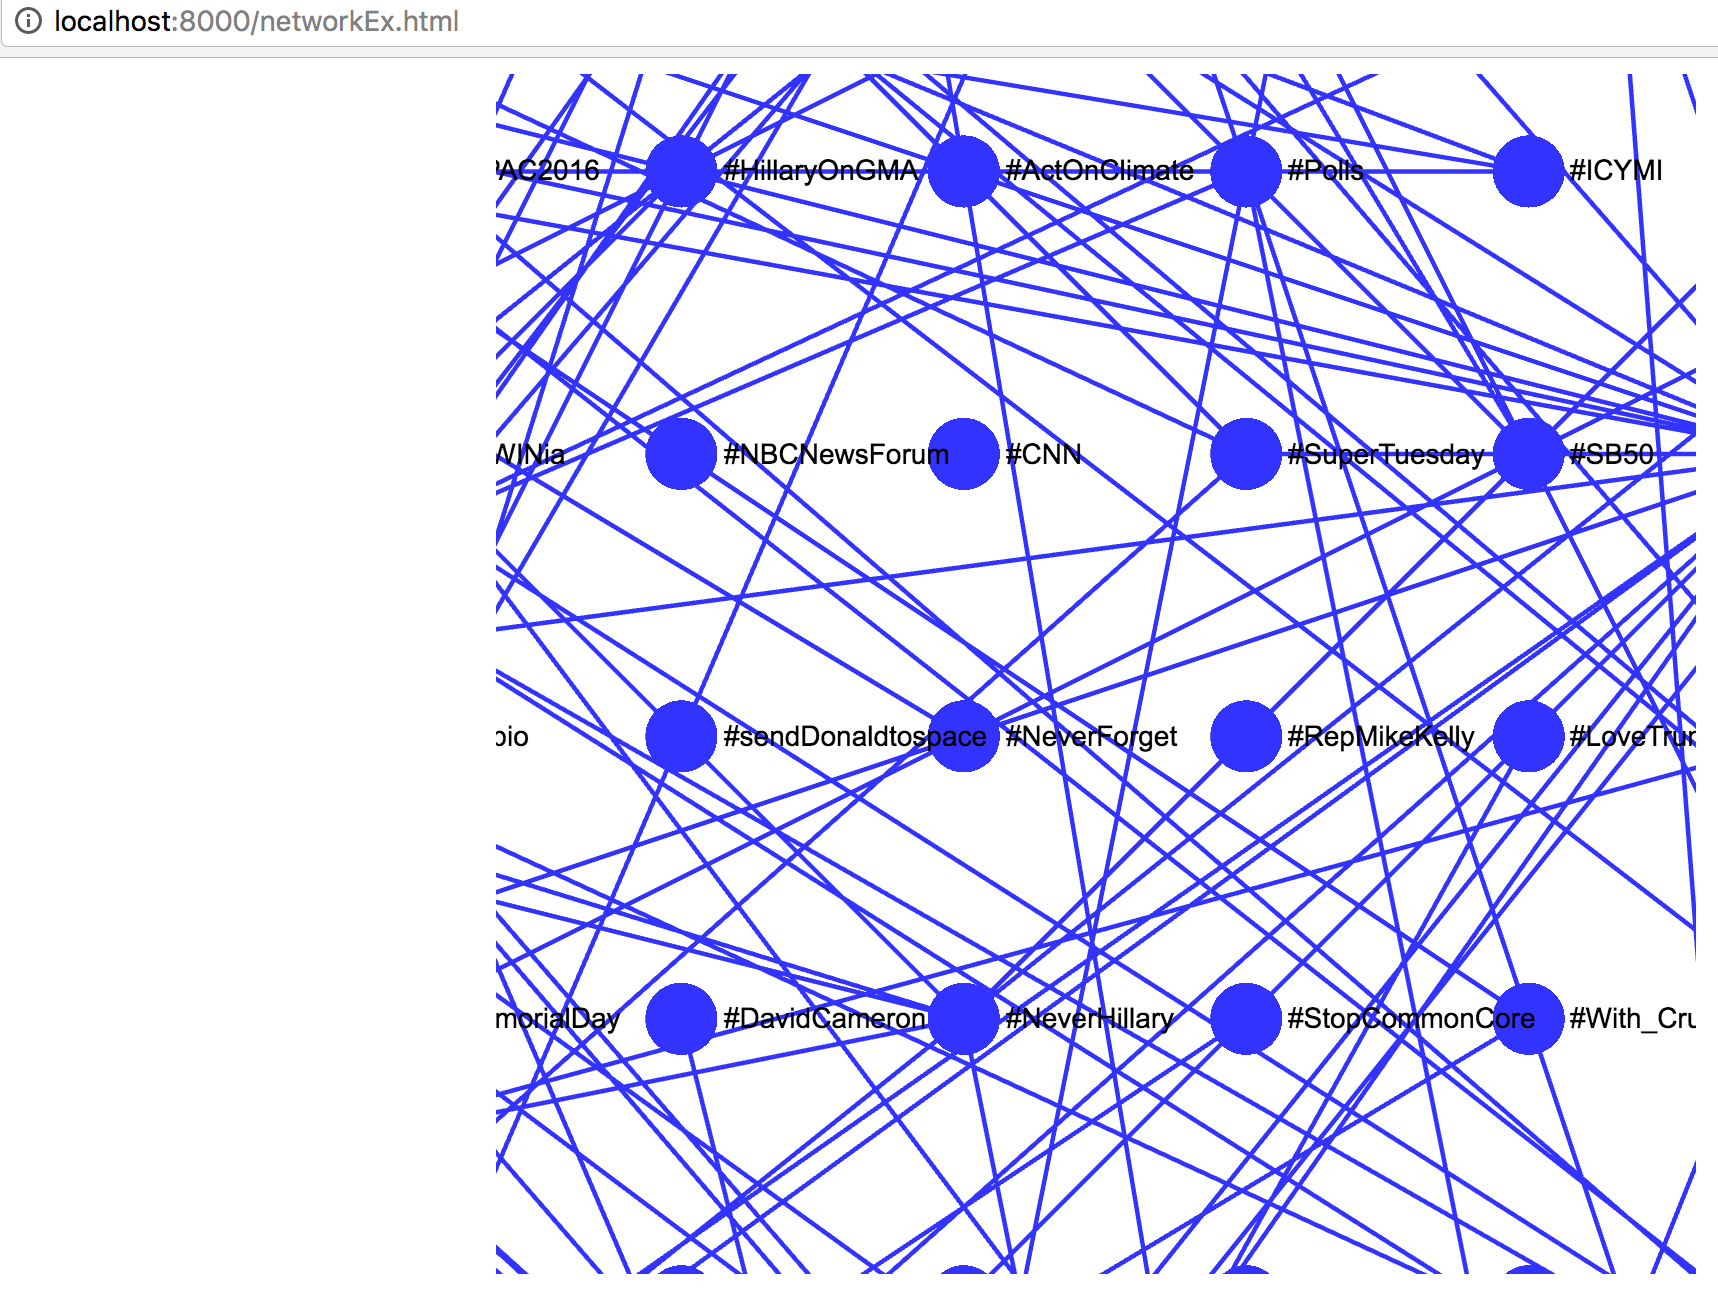 localhost:8000/networkEx.html
AC2016 #HillaryOnGMA #ActOnClimate #Polls #ICYMI
WINia #NBCNewsForum #CNN #SuperTuesday #SB50
bio #sendDonaldtospace #NeverForget #RepMikeKelly #LoveTru
morialDay #DavidCameron #NeverHillary #StopCommonCore #With_Cru